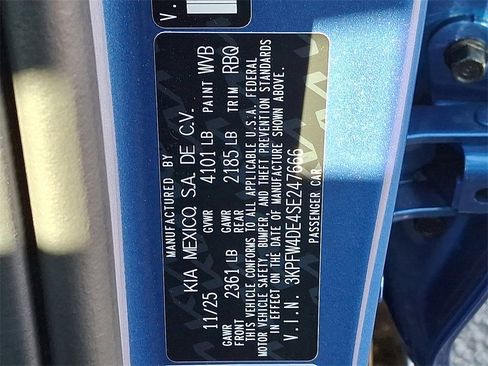 V.
MANUFACTURED BY
KIA MEXICO, S.A. DE C.V.
11/25 GVWR 4101 LB PAINT WVB
GAWR FRONT 2361 LB GAWR REAR 2185 LB TRIM RBQ
THIS VEHICLE CONFORMS TO ALL APPLICABLE U.S.A. FEDERAL
MOTOR VEHICLE SAFETY, BUMPER, AND THEFT PREVENTION STANDARDS
IN EFFECT ON THE DATE OF MANUFACTURE SHOWN ABOVE.
V.I.N. 3KPFW4DE4SE247666
PASSENGER CAR